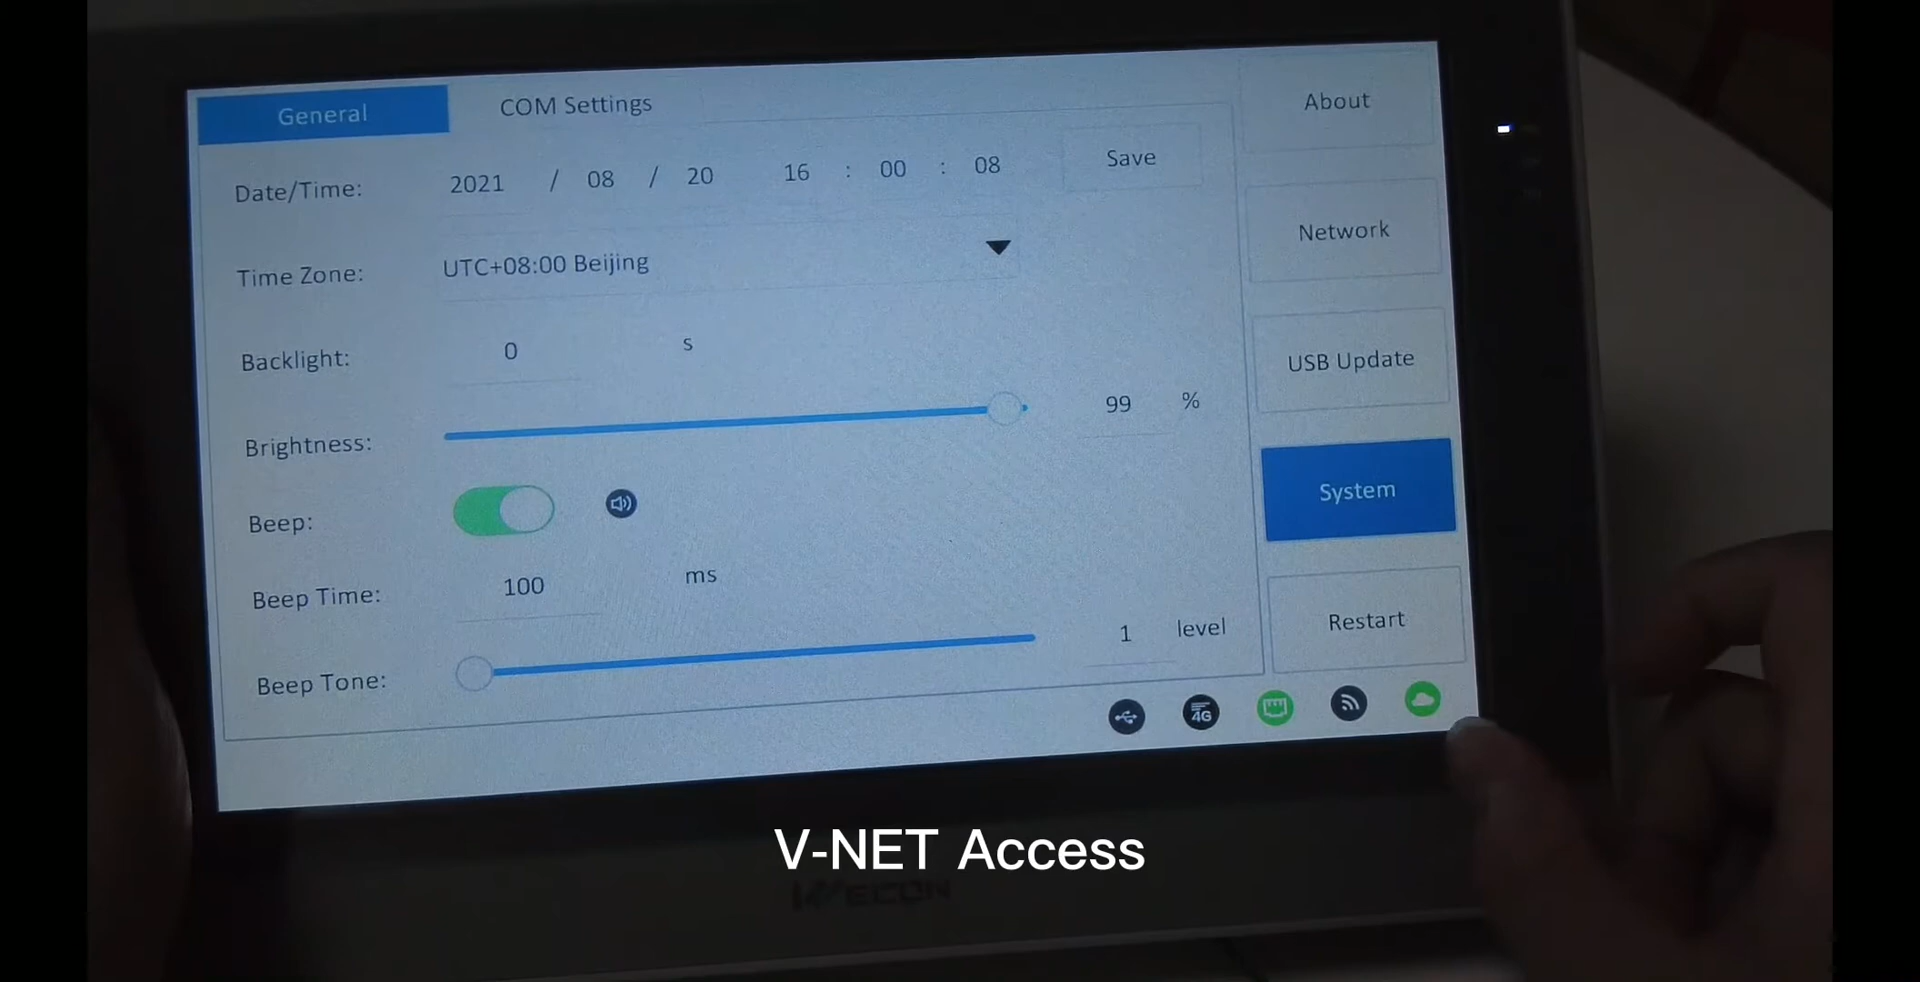 General COM Settings
About
Date/Time: 2021 / 08 / 20 16 : 00 : 08 Save
Network
Time Zone: UTC+08:00 Beijing
Backlight: 0 s
USB Update
Brightness: 99 %
System
Beep:
Beep Time: 100 ms
Restart
Beep Tone: 1 level
4G
V-NET Access
WECON